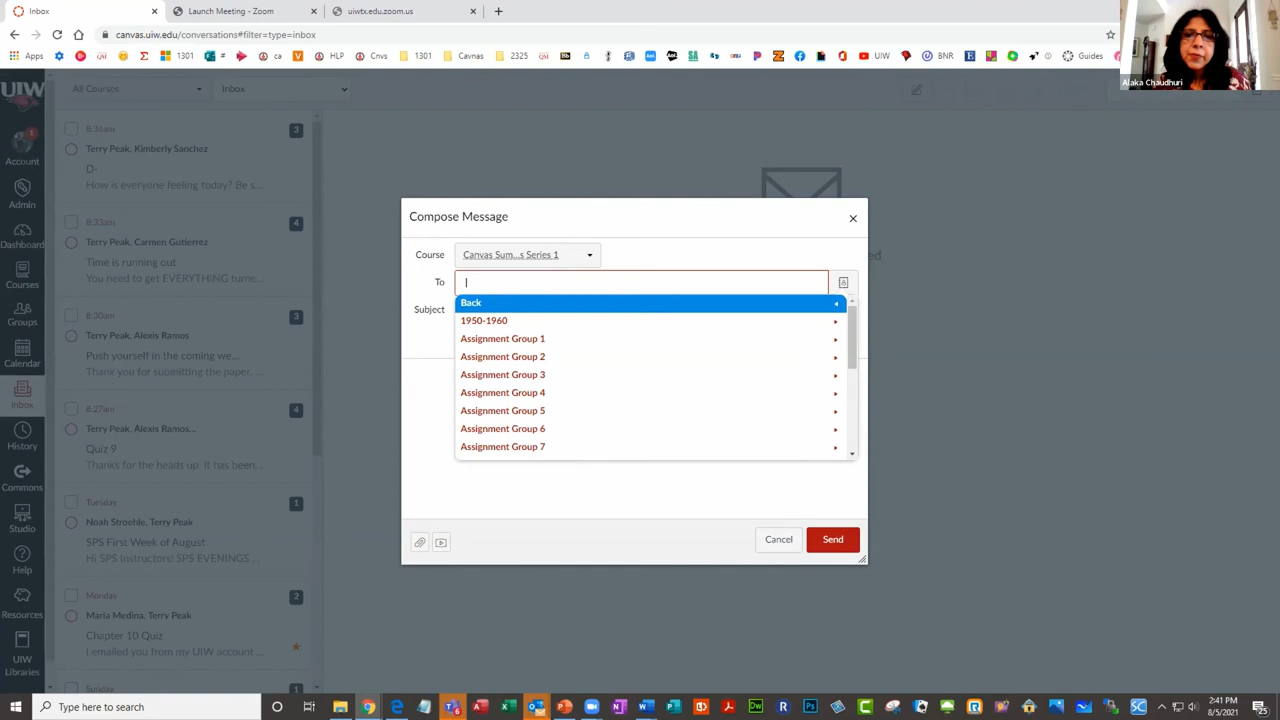 Inbox
Launch Meeting - Zoom
uiwtx.edu.zoom.us
canvas.uiw.edu/conversations#filter=type=inbox
Apps
1301
ca
HLP
Cnvs
1301
Cavnas
2325
QM
UIW
BNR
Guides
Alaka Chaudhuri
UIW
Account
Admin
Dashboard
Courses
Groups
Calendar
Inbox
History
Commons
Studio
Help
Resources
UIW
Libraries
All Courses
Inbox
8:36am
3
Terry Peak, Kimberly Sanchez
D-
How is everyone feeling today? Be s...
8:33am
4
Terry Peak, Carmen Gutierrez
Time is running out
You need to get EVERYTHING turne...
8:30am
3
Terry Peak, Alexis Ramos
Push yourself in the coming we...
Thank you for submitting the paper. ...
8:27am
4
Terry Peak, Alexis Ramos...
Quiz 9
Thanks for the heads up. It has been...
Tuesday
1
Noah Stroehle, Terry Peak
SPS First Week of August
Hi SPS Instructors! SPS EVENINGS ...
Monday
2
Maria Medina, Terry Peak
Chapter 10 Quiz
I emailed you from my UIW account ...
Sunday
1
Compose Message
Course
Canvas Sum...s Series 1
To
Subject
Back
1950-1960
Assignment Group 1
Assignment Group 2
Assignment Group 3
Assignment Group 4
Assignment Group 5
Assignment Group 6
Assignment Group 7
Cancel
Send
Type here to search
2:41 PM
8/5/2021